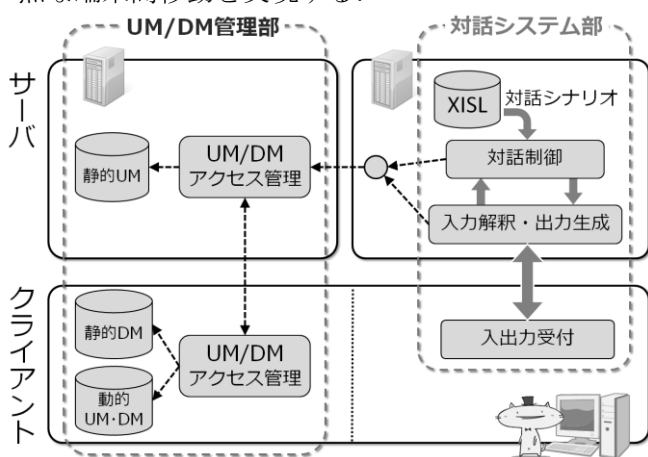 UM/DM管理部
対話システム部
サーバ
XISL
対話シナリオ
静的UM
UM/DM
アクセス管理
対話制御
入力解釈・出力生成
クライアント
静的DM
UM/DM
アクセス管理
動的
UM・DM
入出力受付